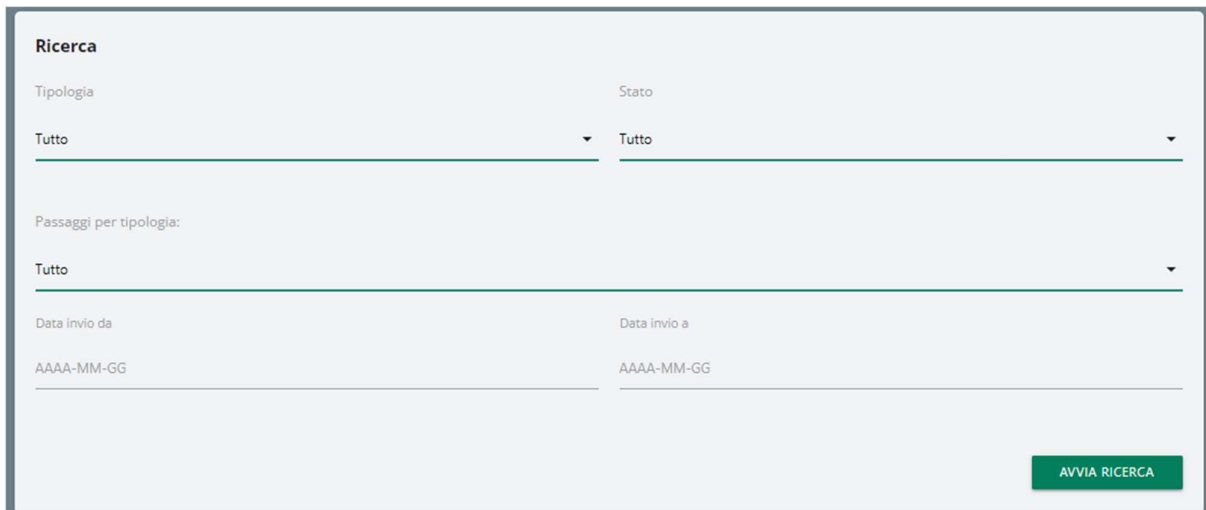 Ricerca
Tipologia
Stato
Tutto
Tutto
Passaggi per tipologia:
Tutto
Data invio da
Data invio a
AAAA-MM-GG
AAAA-MM-GG
AVVIA RICERCA